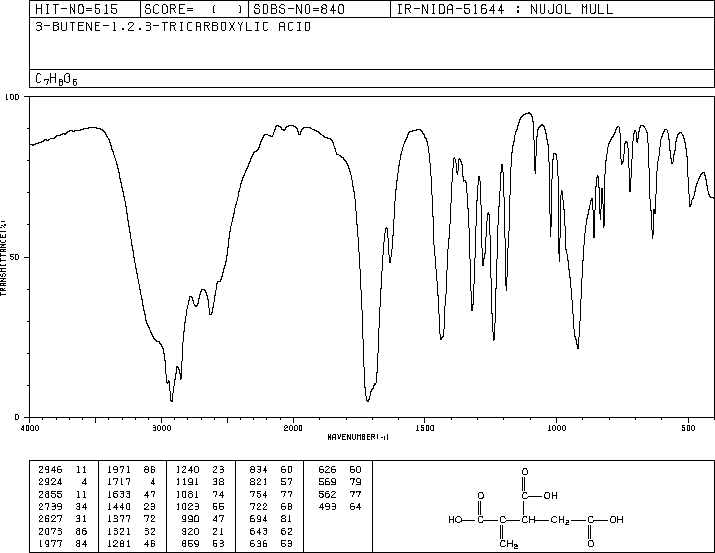 HIT-NO=515 SCORE= ( ) SDBS-NO=840 IR-NIDA-51644 : NUJOL MULL
3-BUTENE-1,2,3-TRICARBOXYLIC ACID
C7H8O6
100
50
0
TRANSMITTANCE(%)
4000 3000 2000 1500 1000 500
WAVENUMBER(-1)
2946 11 1971 86 1240 23 834 60 626 60
2924 4 1717 4 1191 38 821 57 569 79
2855 11 1633 47 1081 74 754 77 562 77
2739 34 1440 23 1023 55 722 68 493 64
2627 31 1377 72 990 47 694 81
2073 86 1321 32 920 21 643 62
1977 84 1281 46 859 53 636 53
O
O C-OH
HO-C-C-CH-CH2-C-OH
CH2 O